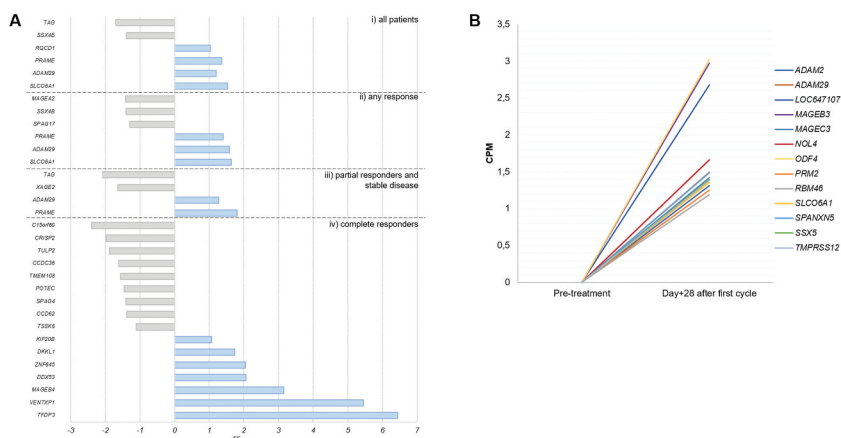 A
i) all patients
TAG
SSX4B
RQCD1
PRAME
ADAM29
SLCO6A1
ii) any response
MAGEA2
SSX4B
SPAG17
PRAME
ADAM29
SLCO6A1
iii) partial responders and
stable disease
TAG
XAGE2
ADAM29
PRAME
iv) complete responders
C15orf60
CRISP2
TULP2
CCDC36
TMEM108
POTEC
SPAG4
CCD62
TSSK6
KIF20B
DKKL1
ZNF645
DDX53
MAGEB4
VENTXP1
TFDP3
-3 -2 -1 0 1 2 3 4 5 6 7
B
3,5
3
2,5
2
1,5
1
0,5
0
CPM
Pre-treatment Day+28 after first cycle
ADAM2
ADAM29
LOC647107
MAGEB3
MAGEC3
NOL4
ODF4
PRM2
RBM46
SLCO6A1
SPANXN5
SSX5
TMPRSS12